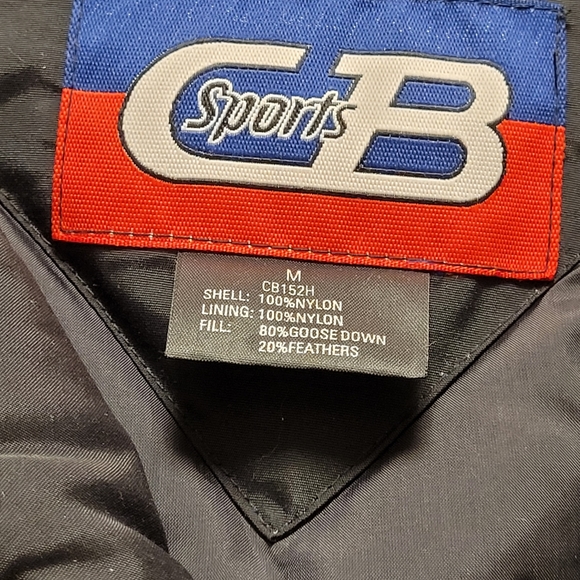 CB Sports
M
CB152H
SHELL: 100%NYLON
LINING: 100%NYLON
FILL: 80%GOOSE DOWN
20%FEATHERS